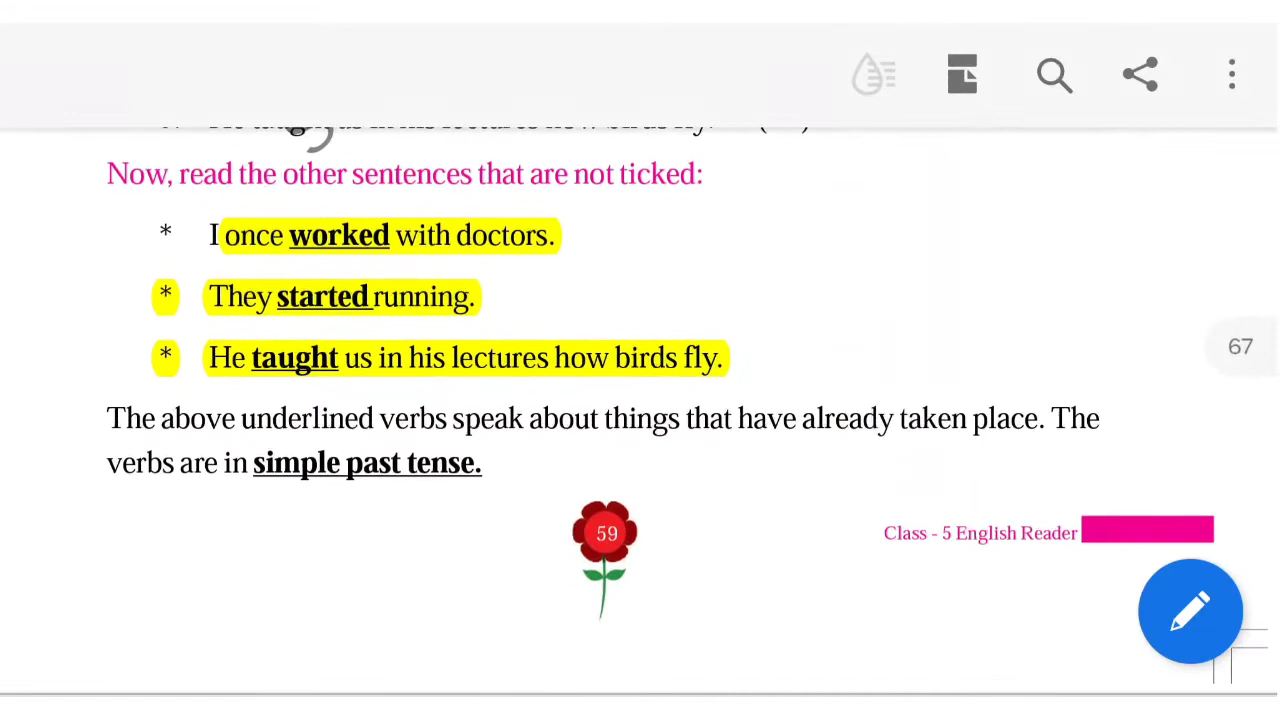 Now, read the other sentences that are not ticked:
* I once worked with doctors.
* They started running.
* He taught us in his lectures how birds fly.
67
The above underlined verbs speak about things that have already taken place. The
verbs are in simple past tense.
59
Class - 5 English Reader